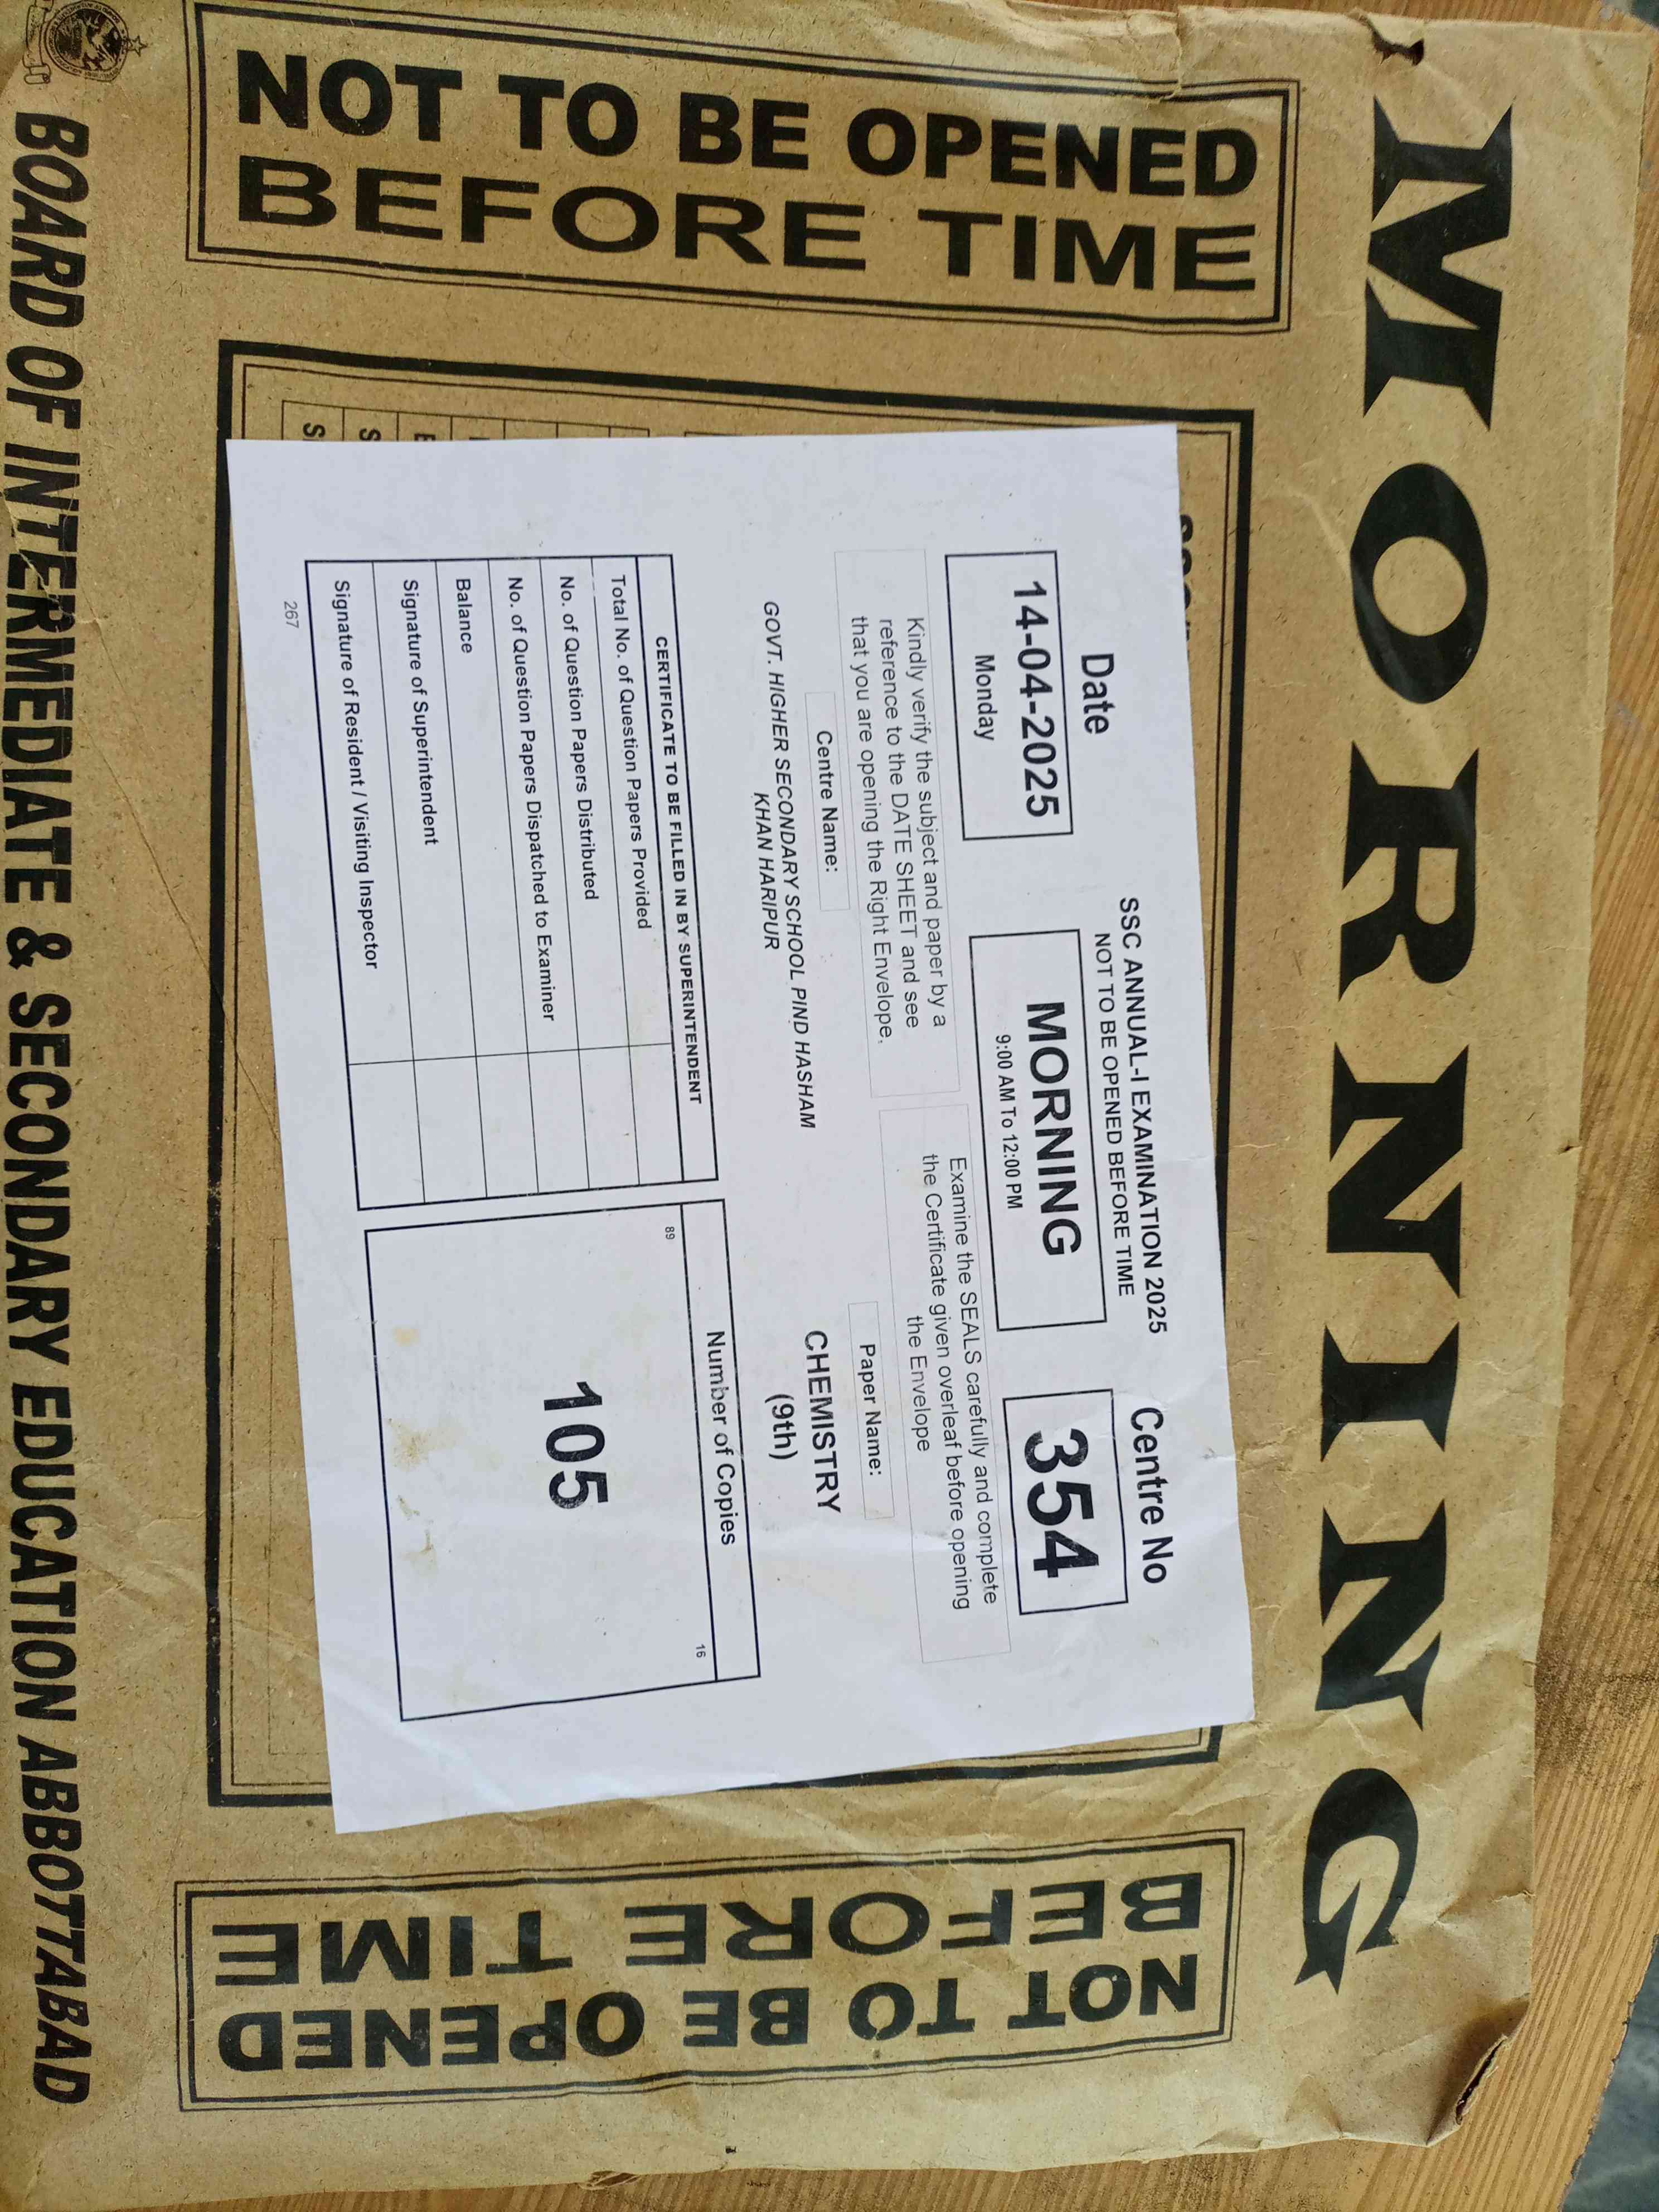 MORNING
NOT TO BE OPENED
BEFORE TIME
SSC ANNUAL-I EXAMINATION 2025
NOT TO BE OPENED BEFORE TIME
Date
14-04-2025
Monday
MORNING
9:00 AM To 12:00 PM
Centre No
354
Kindly verify the subject and paper by a
reference to the DATE SHEET and see
that you are opening the Right Envelope.
Examine the SEALS carefully and complete
the Certificate given overleaf before opening
the Envelope
Centre Name:
GOVT. HIGHER SECONDARY SCHOOL PIND HASHAM
KHAN HARIPUR
Paper Name:
CHEMISTRY
(9th)
CERTIFICATE TO BE FILLED IN BY SUPERINTENDENT
Total No. of Question Papers Provided
No. of Question Papers Distributed
No. of Question Papers Dispatched to Examiner
Balance
Signature of Superintendent
Signature of Resident / Visiting Inspector
267
Number of Copies
89
16
105
NOT TO BE OPENED
BEFORE TIME
BOARD OF INTERMEDIATE & SECONDARY EDUCATION ABBOTTABAD